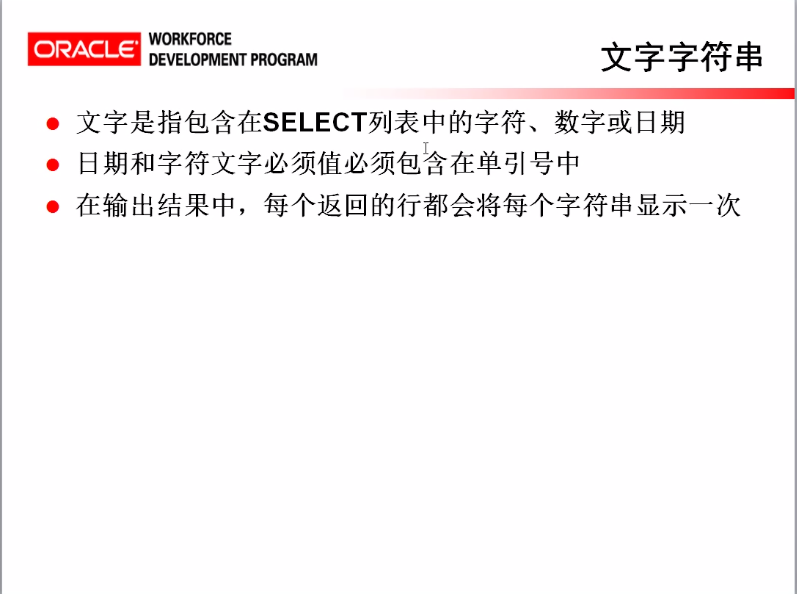 ORACLE WORKFORCE
DEVELOPMENT PROGRAM
文字字符串
文字是指包含在SELECT列表中的字符、数字或日期
日期和字符文字必须值必须包含在单引号中
在输出结果中，每个返回的行都会将每个字符串显示一次